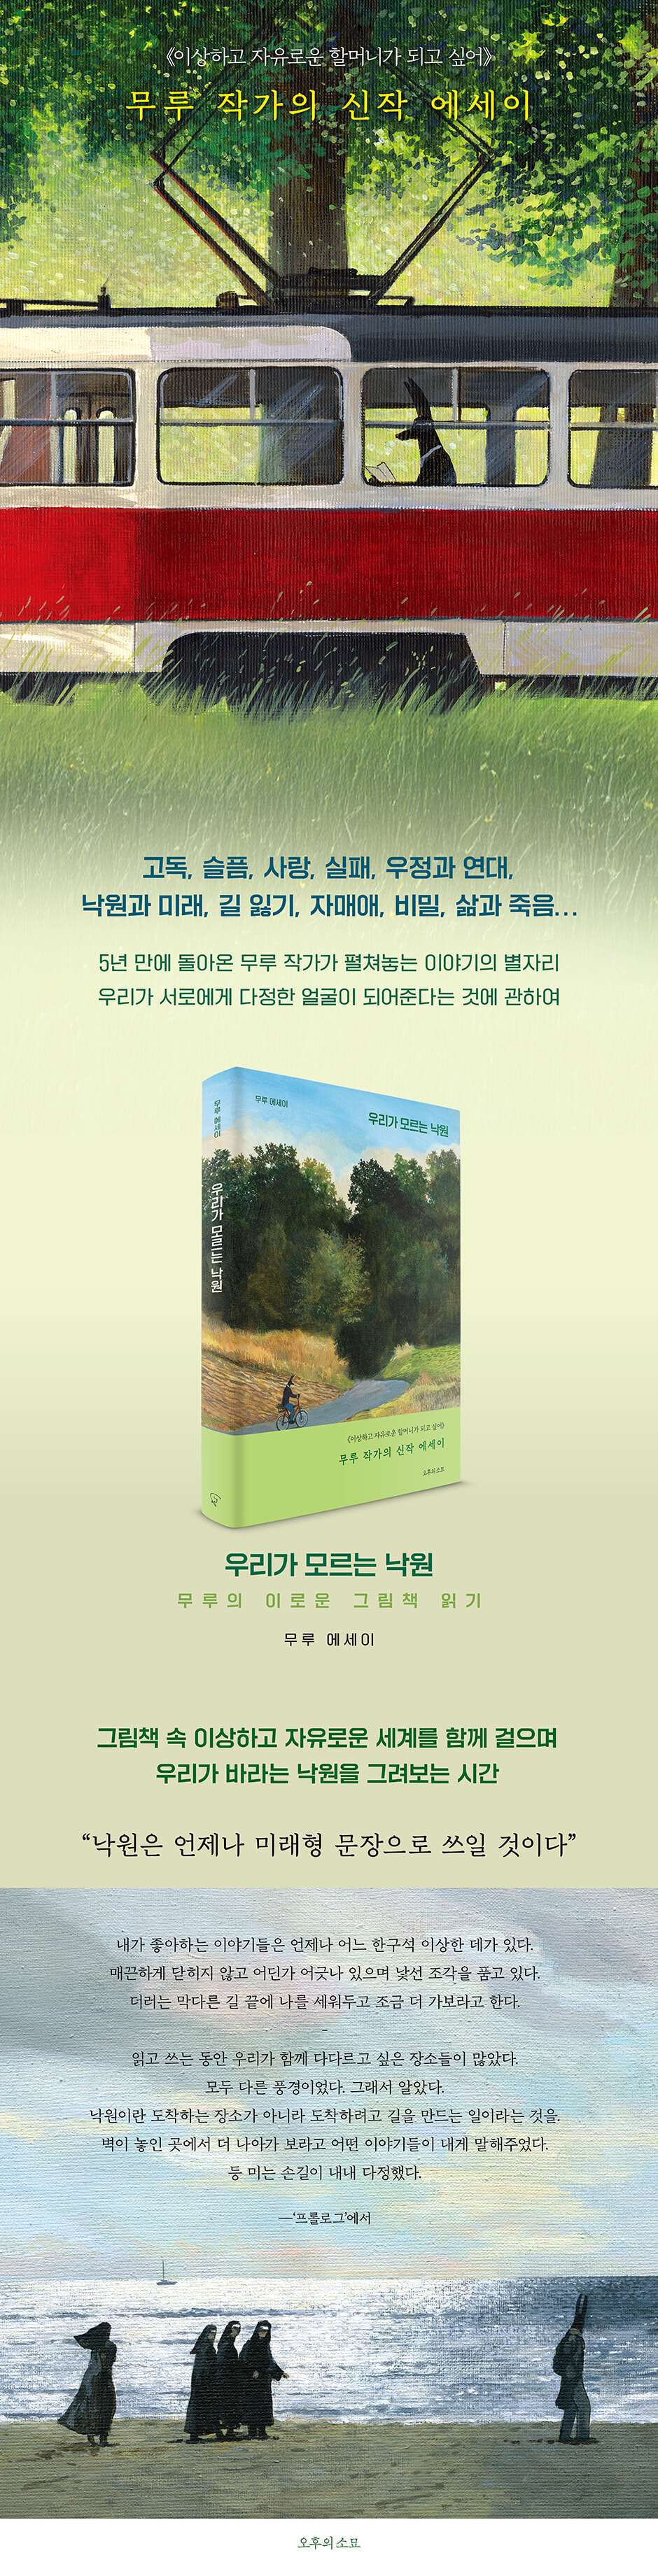 《이상하고 자유로운 할머니가 되고 싶어》
무루 작가의 신작 에세이
고독, 슬픔, 사랑, 실패, 우정과 연대,
낙원과 미래, 길 잃기, 자매애, 비밀, 삶과 죽음…
5년 만에 돌아온 무루 작가가 펼쳐놓는 이야기의 별자리
우리가 서로에게 다정한 얼굴이 되어준다는 것에 관하여
무루 에세이
우리가 모르는 낙원
무루 에세이
우리가 모르는 낙원
《이상하고 자유로운 할머니가 되고 싶어》
무루 작가의 신작 에세이
오후의소묘
우리가 모르는 낙원
무루의 이로운 그림책 읽기
무루 에세이
그림책 속 이상하고 자유로운 세계를 함께 걸으며
우리가 바라는 낙원을 그려보는 시간
“낙원은 언제나 미래형 문장으로 쓰일 것이다”
내가 좋아하는 이야기들은 언제나 어느 한구석 이상한 데가 있다.
매끈하게 닫히지 않고 어딘가 어긋나 있으며 낯선 조각을 품고 있다.
더러는 막다른 길 끝에 나를 세워두고 조금 더 가보라고 한다.
–
읽고 쓰는 동안 우리가 함께 다다르고 싶은 장소들이 많았다.
모두 다른 풍경이었다. 그래서 알았다.
낙원이란 도착하는 장소가 아니라 도착하려고 길을 만드는 일이라는 것을.
벽이 놓인 곳에서 더 나아가 보라고 어떤 이야기들이 내게 말해주었다.
등 미는 손길이 내내 다정했다.
—‘프롤로그’에서
오후의소묘